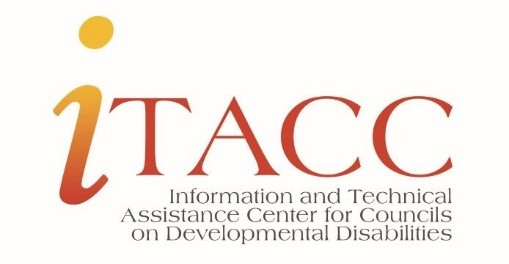 iTACC
Information and Technical
Assistance Center for Councils
on Developmental Disabilities